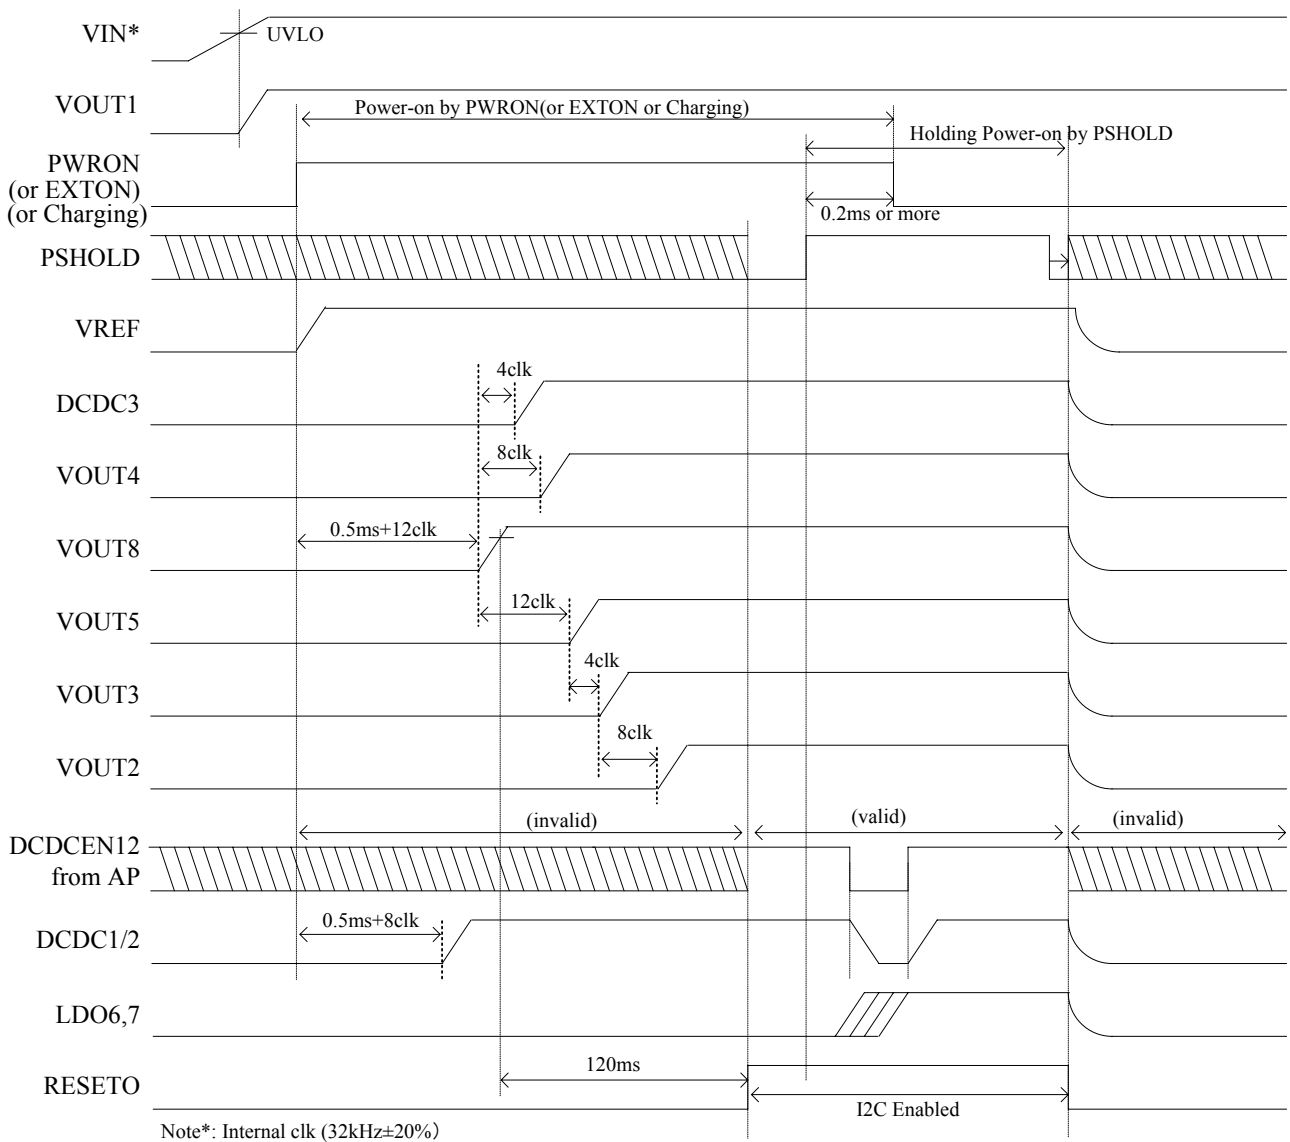 VIN*
UVLO
VOUT1
Power-on by PWRON(or EXTON or Charging)
Holding Power-on by PSHOLD
PWRON
(or EXTON)
(or Charging)
0.2ms or more
PSHOLD
VREF
4clk
DCDC3
8clk
VOUT4
0.5ms+12clk
VOUT8
12clk
VOUT5
4clk
VOUT3
8clk
VOUT2
(invalid)
(valid)
(invalid)
DCDCEN12
from AP
0.5ms+8clk
DCDC1/2
LDO6,7
120ms
RESETO
I2C Enabled
Note*: Internal clk (32kHz±20%)